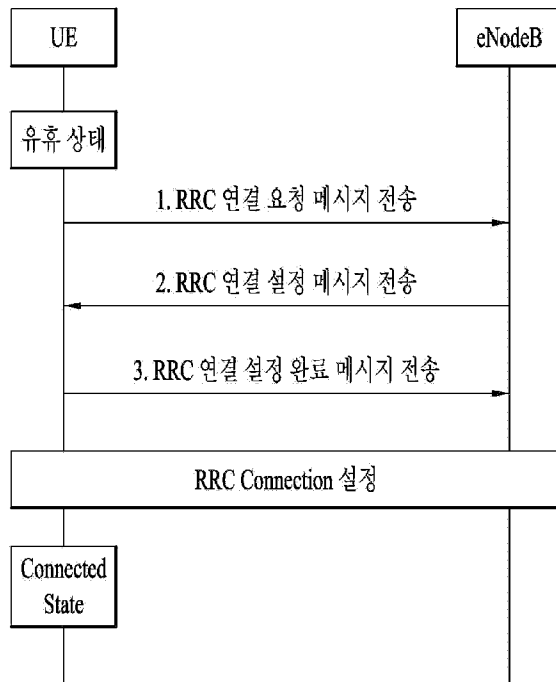 UE
eNodeB
유휴 상태
1. RRC 연결 요청 메시지 전송
2. RRC 연결 설정 메시지 전송
3. RRC 연결 설정 완료 메시지 전송
RRC Connection 설정
Connected
State